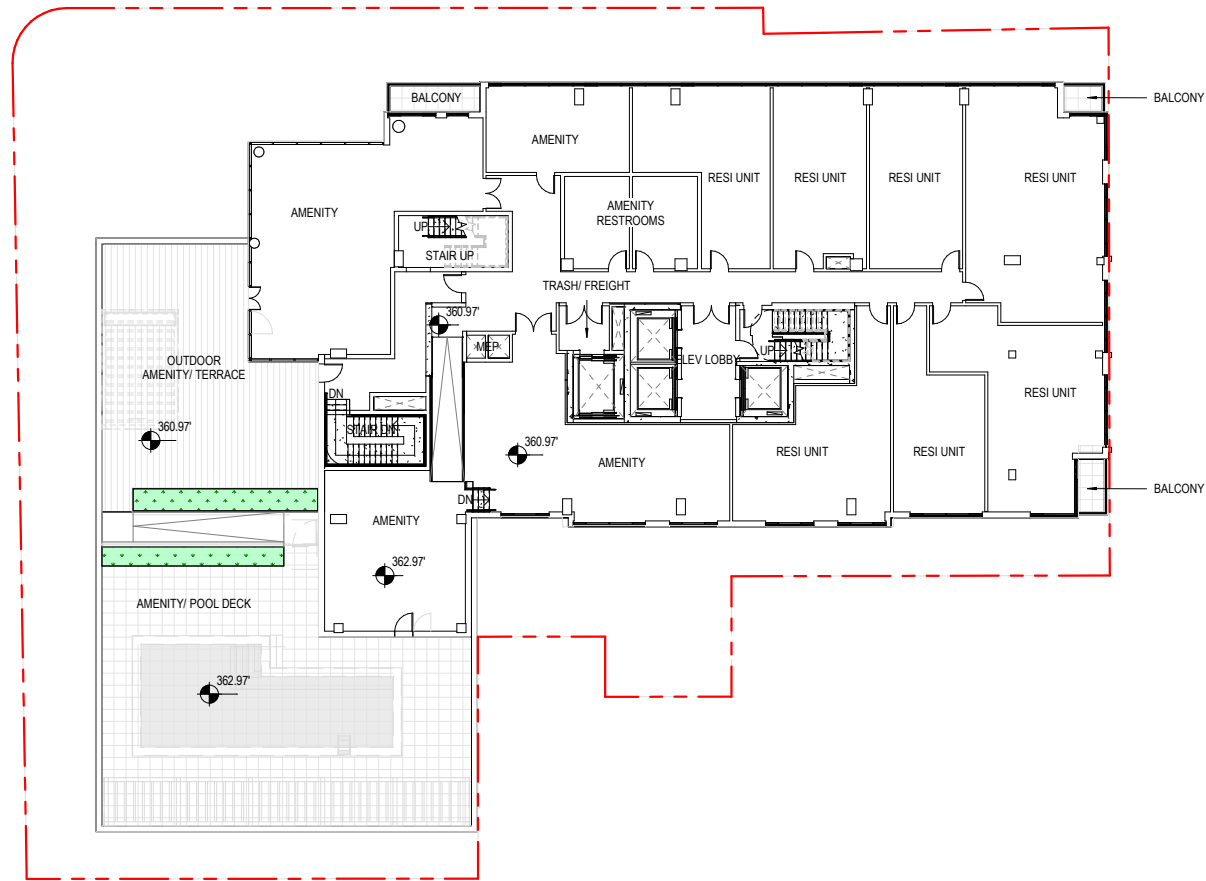 BALCONY
BALCONY
AMENITY
RESI UNIT
RESI UNIT
RESI UNIT
RESI UNIT
AMENITY
AMENITY
RESTROOMS
UP
STAIR UP
TRASH/ FREIGHT
360.97'
MEP
ELEV LOBBY
UP
OUTDOOR
AMENITY/ TERRACE
DN
RESI UNIT
360.97'
STAIR DN
360.97'
AMENITY
RESI UNIT
RESI UNIT
DN
BALCONY
AMENITY
362.97'
AMENITY/ POOL DECK
362.97'